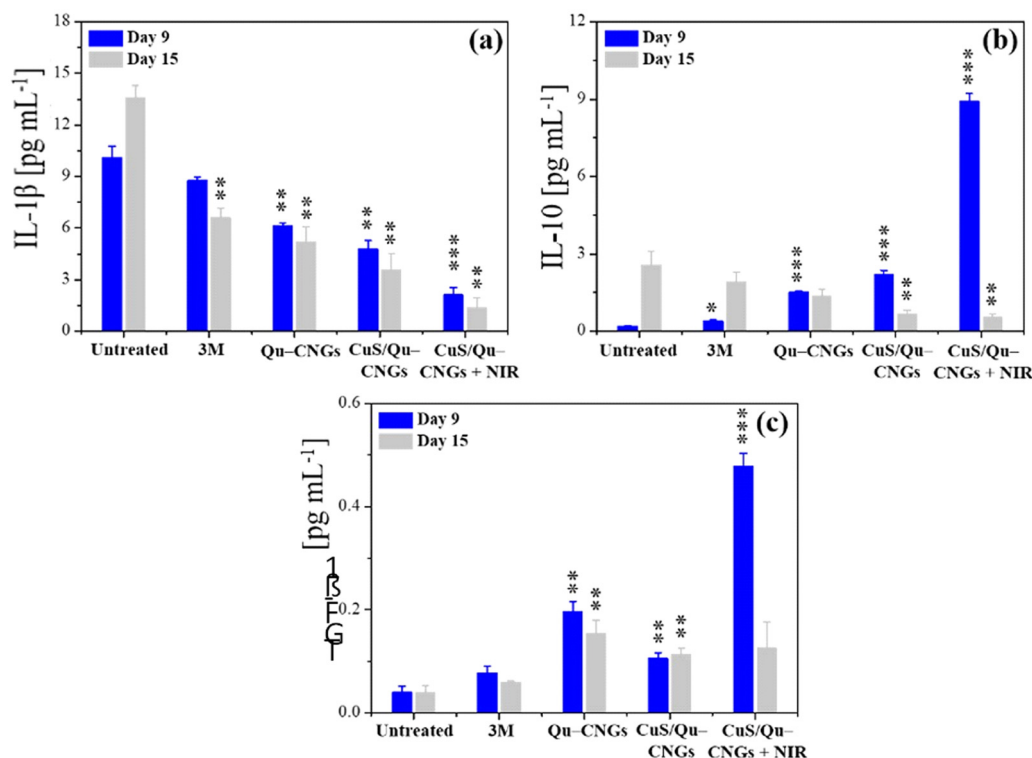 18
15
12
9
6
3
0
IL-1β [pg mL-1]
Day 9
Day 15
(a)
**
**
**
**
**
***
**
Untreated
3M
Qu–CNGs
CuS/Qu–
CNGs
CuS/Qu–
CNGs + NIR
12
9
6
3
0
IL-10 [pg mL-1]
Day 9
Day 15
(b)
*
***
***
**
***
**
Untreated
3M
Qu–CNGs
CuS/Qu–
CNGs
CuS/Qu–
CNGs + NIR
0.6
0.4
0.2
0.0
TGF-β1 [pg mL-1]
Day 9
Day 15
(c)
**
**
**
**
***
Untreated
3M
Qu–CNGs
CuS/Qu–
CNGs
CuS/Qu–
CNGs + NIR